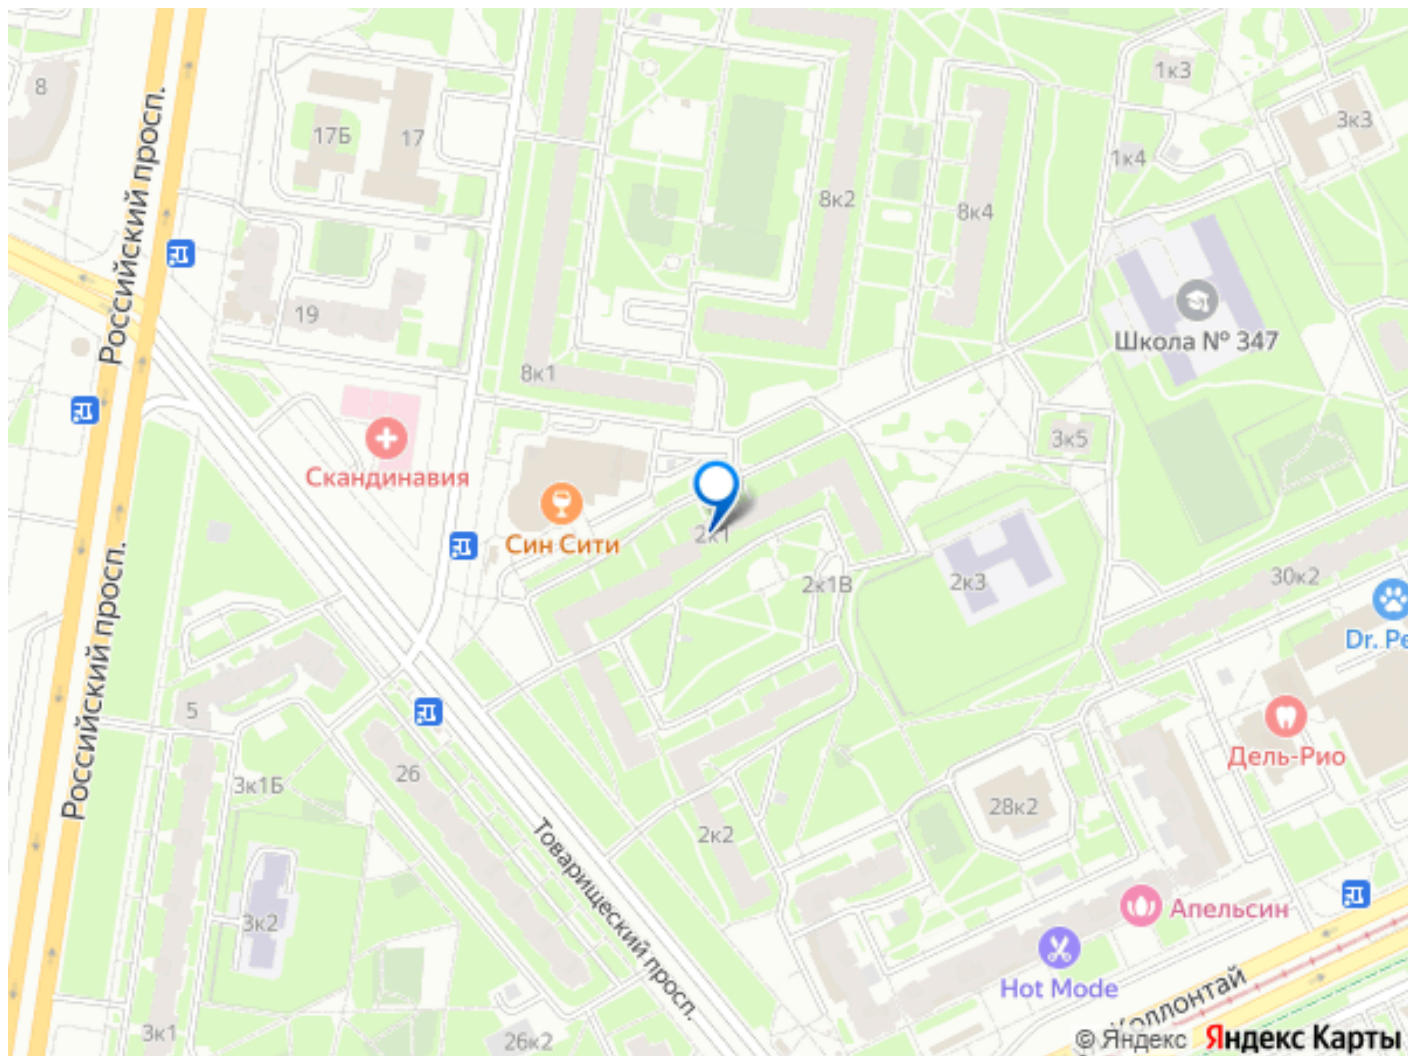 8
1к3
3к3
17Б
17
1к4
Российский просп.
8к2
8к4
19
Школа № 347
8к1
3к5
Скандинавия
Син Сити
2к1
2к1В
2к3
30к2
Dr. Pe
Российский просп.
5
Дель-Рио
26
3к1Б
28к2
2к2
Товарищеский просп.
3к2
Апельсин
Hot Mode
Коллонтай
3к1
26к2
© Яндекс Яндекс Карты